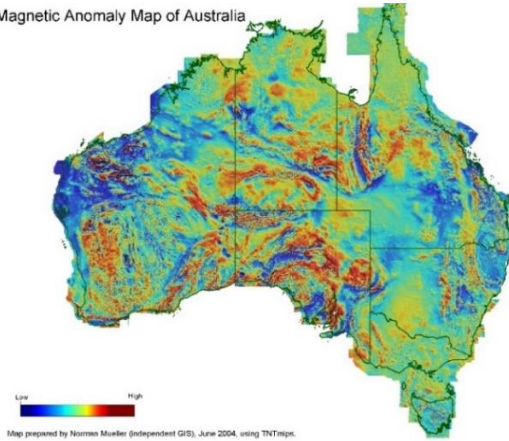 Magnetic Anomaly Map of Australia
Low High
Map prepared by Norman Mueller (independent GIS), June 2004, using TNTmips.